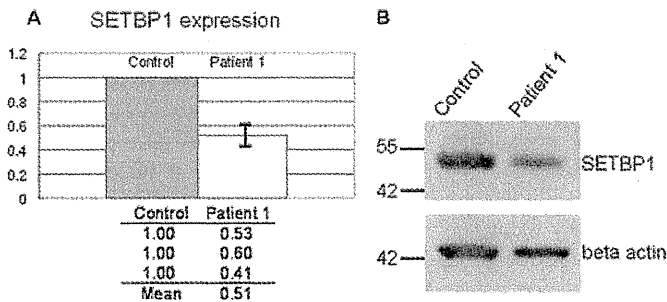 A SETBP1 expression
1.2
1
0.8
0.6
0.4
0.2
0
Control Patient 1
Control Patient 1
1.00 0.53
1.00 0.60
1.00 0.41
Mean 0.51
B
Control
Patient 1
55
SETBP1
42
42
beta actin